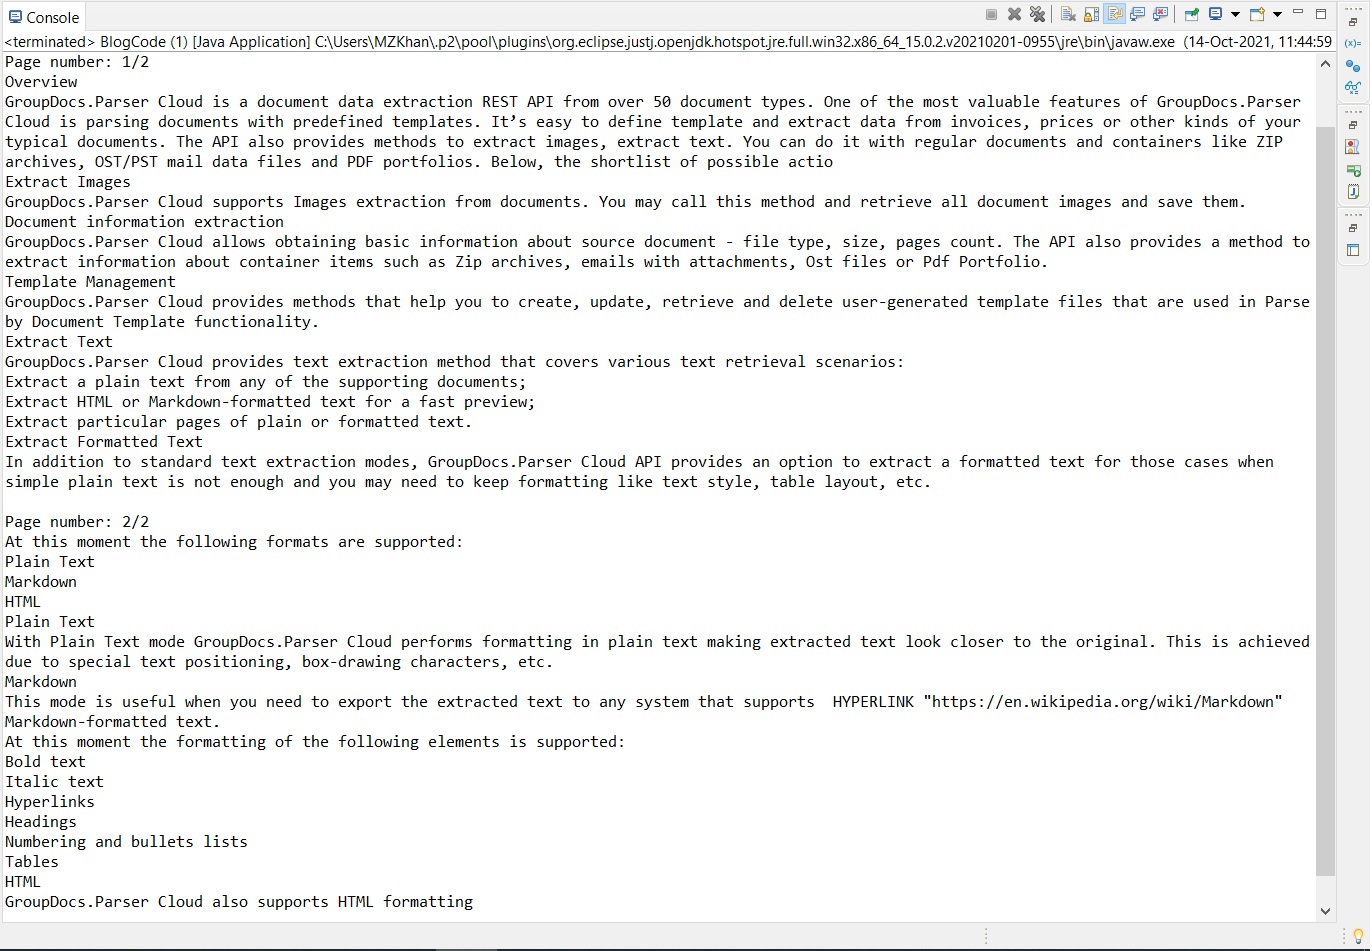 Console
<terminated> BlogCode (1) [Java Application] C:\Users\MZKhan\.p2\pool\plugins\org.eclipse.justj.openjdk.hotspot.jre.full.win32.x86_64_15.0.2.v20210201-0955\jre\bin\javaw.exe (14-Oct-2021, 11:44:59
Page number: 1/2
Overview
GroupDocs.Parser Cloud is a document data extraction REST API from over 50 document types. One of the most valuable features of GroupDocs.Parser
Cloud is parsing documents with predefined templates. It’s easy to define template and extract data from invoices, prices or other kinds of your
typical documents. The API also provides methods to extract images, extract text. You can do it with regular documents and containers like ZIP
archives, OST/PST mail data files and PDF portfolios. Below, the shortlist of possible actio
Extract Images
GroupDocs.Parser Cloud supports Images extraction from documents. You may call this method and retrieve all document images and save them.
Document information extraction
GroupDocs.Parser Cloud allows obtaining basic information about source document - file type, size, pages count. The API also provides a method to
extract information about container items such as Zip archives, emails with attachments, Ost files or Pdf Portfolio.
Template Management
GroupDocs.Parser Cloud provides methods that help you to create, update, retrieve and delete user-generated template files that are used in Parse
by Document Template functionality.
Extract Text
GroupDocs.Parser Cloud provides text extraction method that covers various text retrieval scenarios:
Extract a plain text from any of the supporting documents;
Extract HTML or Markdown-formatted text for a fast preview;
Extract particular pages of plain or formatted text.
Extract Formatted Text
In addition to standard text extraction modes, GroupDocs.Parser Cloud API provides an option to extract a formatted text for those cases when
simple plain text is not enough and you may need to keep formatting like text style, table layout, etc.

Page number: 2/2
At this moment the following formats are supported:
Plain Text
Markdown
HTML
Plain Text
With Plain Text mode GroupDocs.Parser Cloud performs formatting in plain text making extracted text look closer to the original. This is achieved
due to special text positioning, box-drawing characters, etc.
Markdown
This mode is useful when you need to export the extracted text to any system that supports  HYPERLINK "https://en.wikipedia.org/wiki/Markdown"
Markdown-formatted text.
At this moment the formatting of the following elements is supported:
Bold text
Italic text
Hyperlinks
Headings
Numbering and bullets lists
Tables
HTML
GroupDocs.Parser Cloud also supports HTML formatting